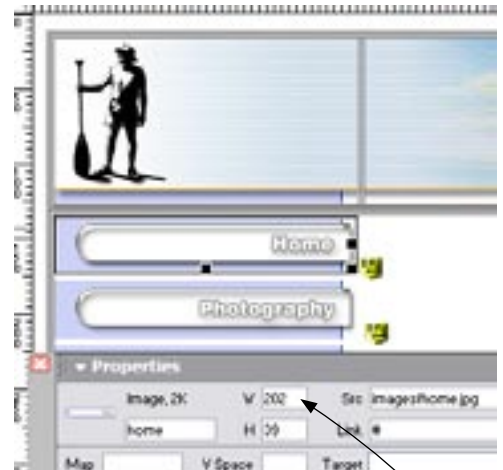 Home
Photography
Properties
Image, 2K W 202 Src images/home.jpg
home H 39 Link #
Map V Space Target